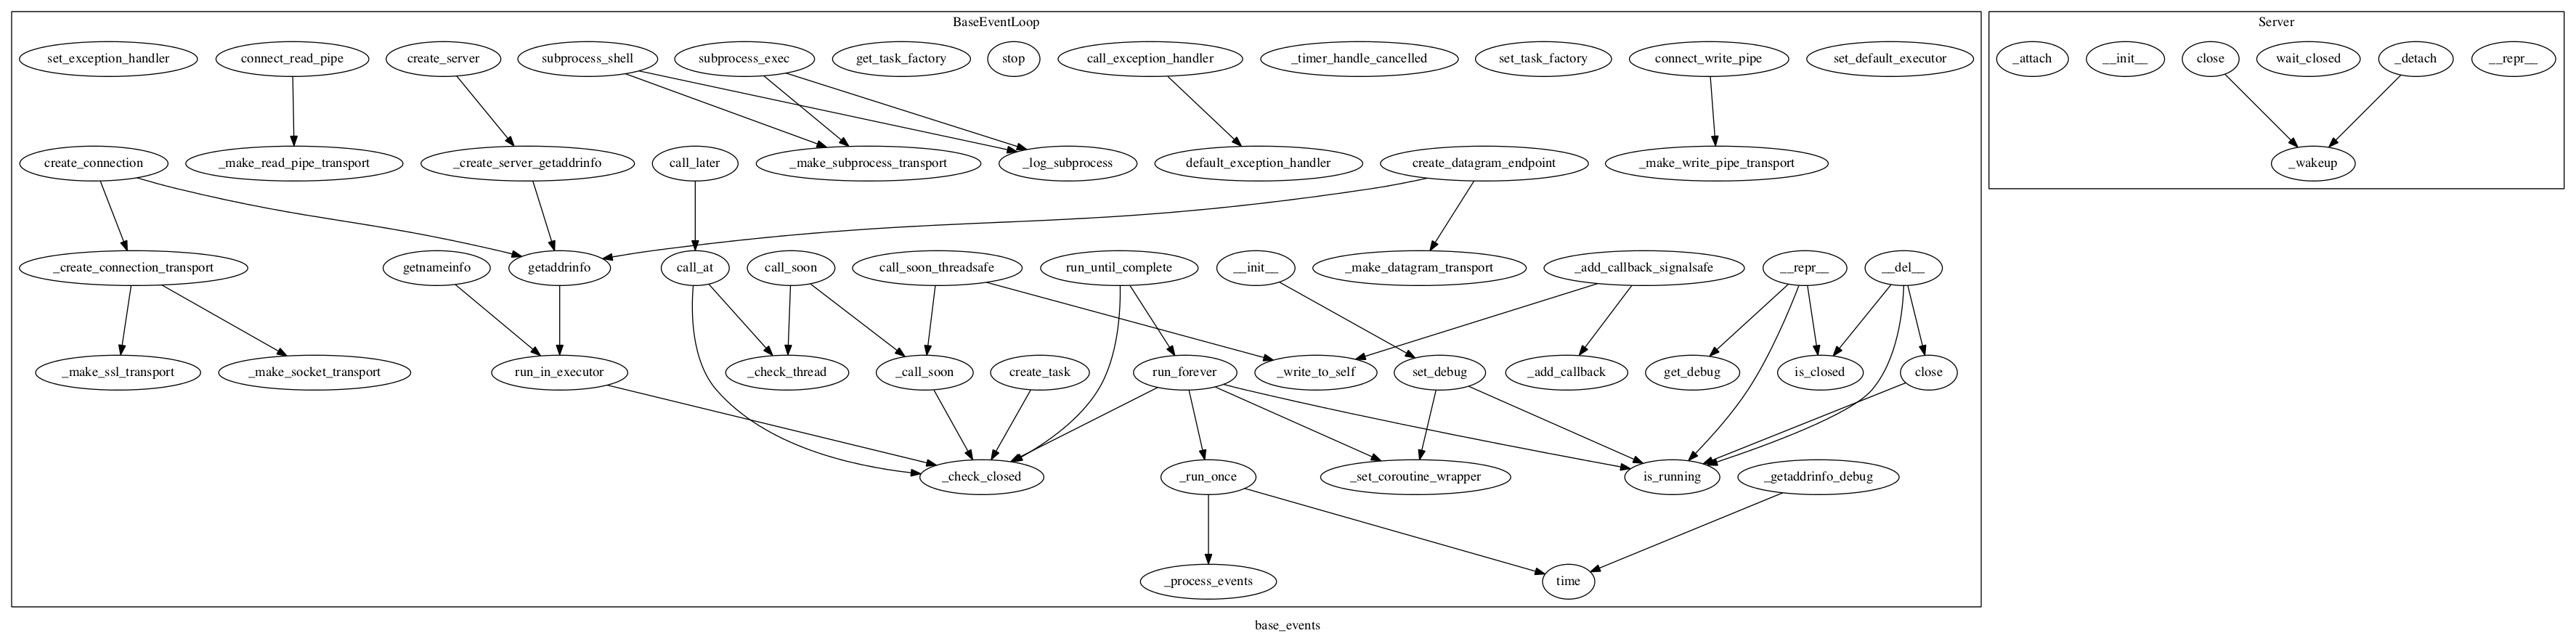 BaseEventLoop
Server
set_exception_handler
connect_read_pipe
create_server
subprocess_shell
subprocess_exec
get_task_factory
stop
call_exception_handler
_timer_handle_cancelled
set_task_factory
connect_write_pipe
set_default_executor
_attach
__init__
close
wait_closed
_detach
__repr__
create_connection
_make_read_pipe_transport
_create_server_getaddrinfo
call_later
_make_subprocess_transport
_log_subprocess
default_exception_handler
create_datagram_endpoint
_make_write_pipe_transport
_wakeup
_create_connection_transport
getnameinfo
getaddrinfo
call_at
call_soon
call_soon_threadsafe
run_until_complete
__init__
_make_datagram_transport
_add_callback_signalsafe
__repr__
__del__
_make_ssl_transport
_make_socket_transport
run_in_executor
_check_thread
_call_soon
create_task
run_forever
_write_to_self
set_debug
_add_callback
get_debug
is_closed
close
_check_closed
_run_once
_set_coroutine_wrapper
is_running
_getaddrinfo_debug
_process_events
time
base_events